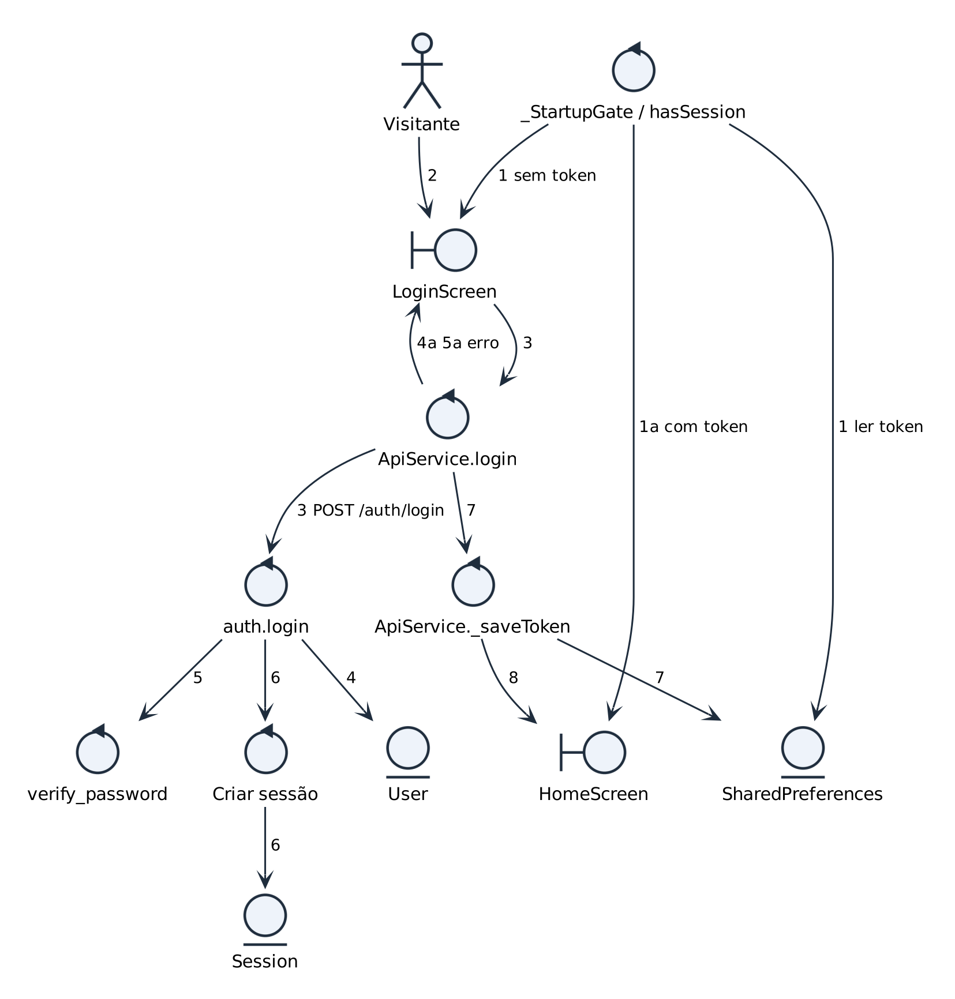 Visitante
_StartupGate / hasSession
2
1 sem token
LoginScreen
4a 5a erro
3
1a com token
1 ler token
ApiService.login
3 POST /auth/login
7
auth.login
ApiService._saveToken
5
6
4
8
7
verify_password
Criar sessão
User
HomeScreen
SharedPreferences
6
Session